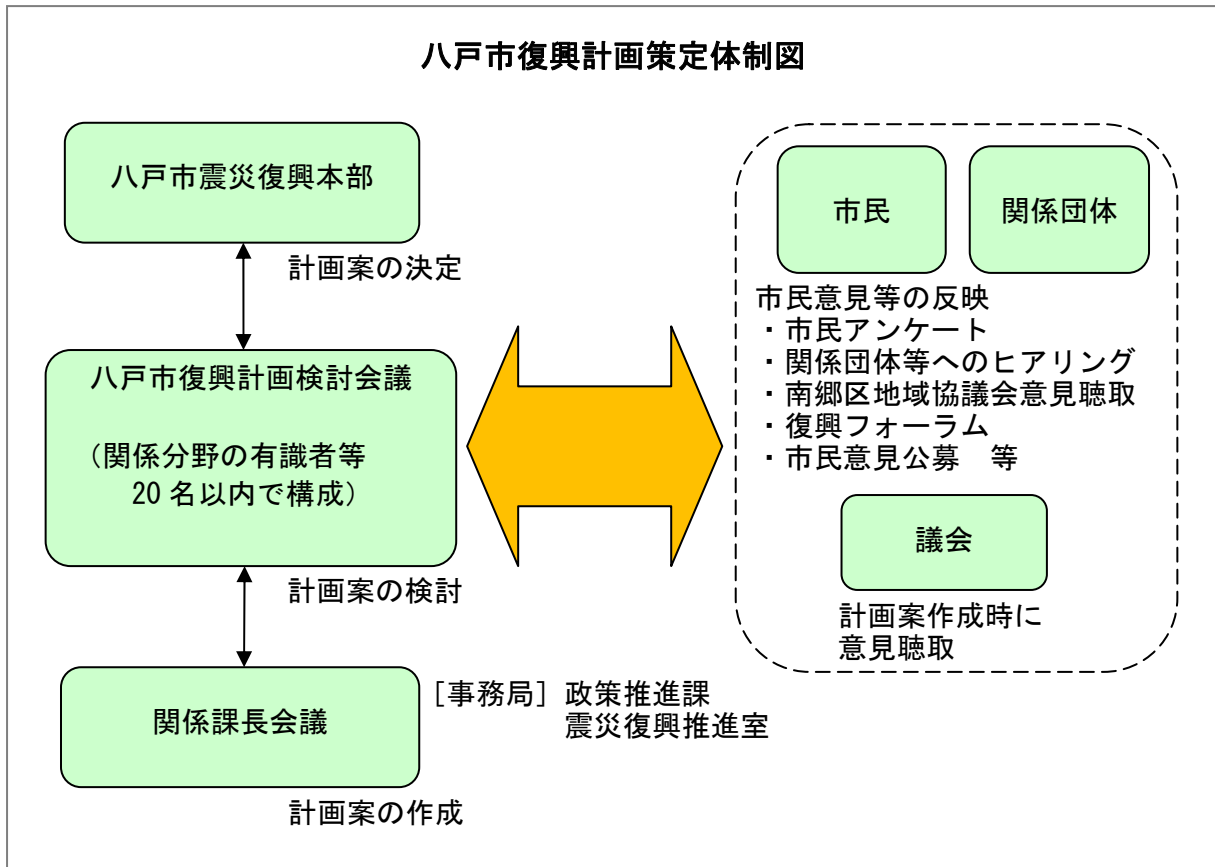 八戸市復興計画策定体制図
八戸市震災復興本部
計画案の決定
八戸市復興計画検討会議
（関係分野の有識者等
20名以内で構成）
計画案の検討
関係課長会議
［事務局］政策推進課
震災復興推進室
計画案の作成
市民
関係団体
市民意見等の反映
・市民アンケート
・関係団体等へのヒアリング
・南郷区地域協議会意見聴取
・復興フォーラム
・市民意見公募　等
議会
計画案作成時に
意見聴取